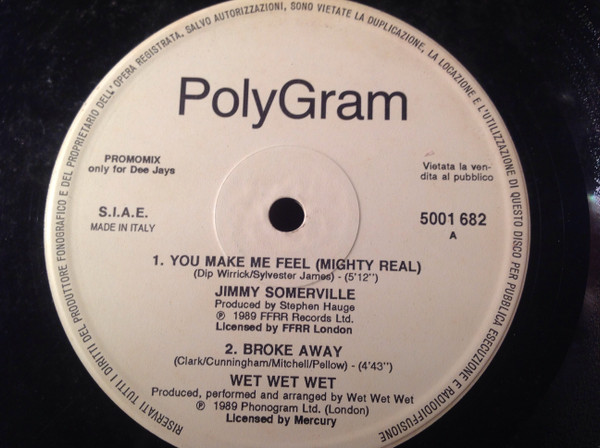 RISERVATI TUTTI I DIRITTI DEL PRODUTTORE FONOGRAFICO E DEL PROPRIETARIO DELL'OPERA REGISTRATA, SALVO AUTORIZZAZIONI, SONO VIETATE LA DUPLICAZIONE, LA LOCAZIONE E L'UTILIZZAZIONE DI QUESTO DISCO PER PUBBLICA ESECUZIONE E RADIODIFFUSIONE
PolyGram
PROMOMIX
only for Dee Jays
Vietata la ven-
dita al pubblico
S.I.A.E.
MADE IN ITALY
5001 682
A
1. YOU MAKE ME FEEL (MIGHTY REAL)
(Dip Wirrick/Sylvester James) - (5'12")
JIMMY SOMERVILLE
Produced by Stephen Hauge
℗ 1989 FFRR Records Ltd.
Licensed by FFRR London
2. BROKE AWAY
(Clark/Cunningham/Mitchell/Pellow) - (4'43")
WET WET WET
Produced, performed and arranged by Wet Wet Wet
℗ 1989 Phonogram Ltd. (London)
Licensed by Mercury